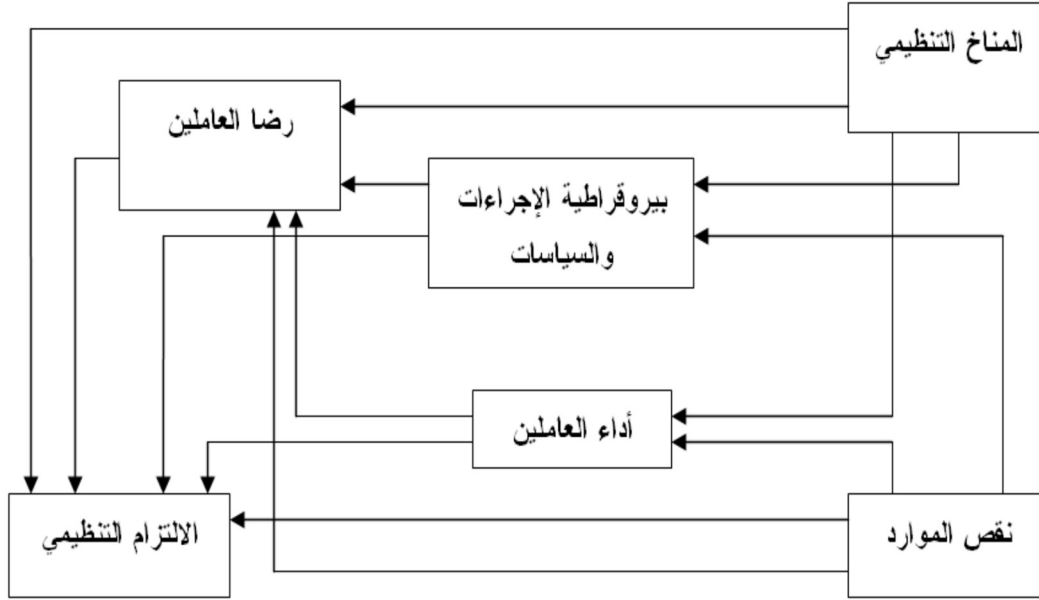 المناخ التنظيمي
رضا العاملين
بيروقراطية الإجراءات
والسياسات
أداء العاملين
نقص الموارد
الالتزام التنظيمي